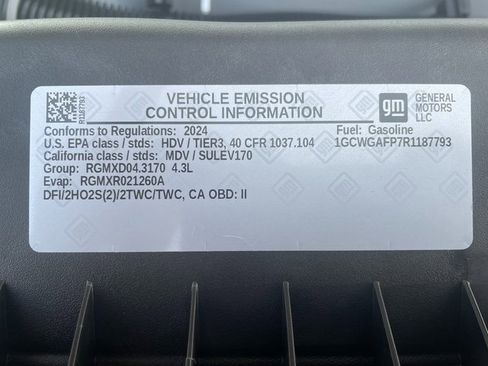 R1187793
VEHICLE EMISSION
CONTROL INFORMATION
gm
GENERAL
MOTORS
LLC
Conforms to Regulations: 2024
Fuel: Gasoline
U.S. EPA class / stds: HDV / TIER3, 40 CFR 1037.104
1GCWGAFP7R1187793
California class / stds: MDV / SULEV170
Group: RGMXD04.3170 4.3L
Evap: RGMXR021260A
DFI/2HO2S(2)/2TWC/TWC, CA OBD: II